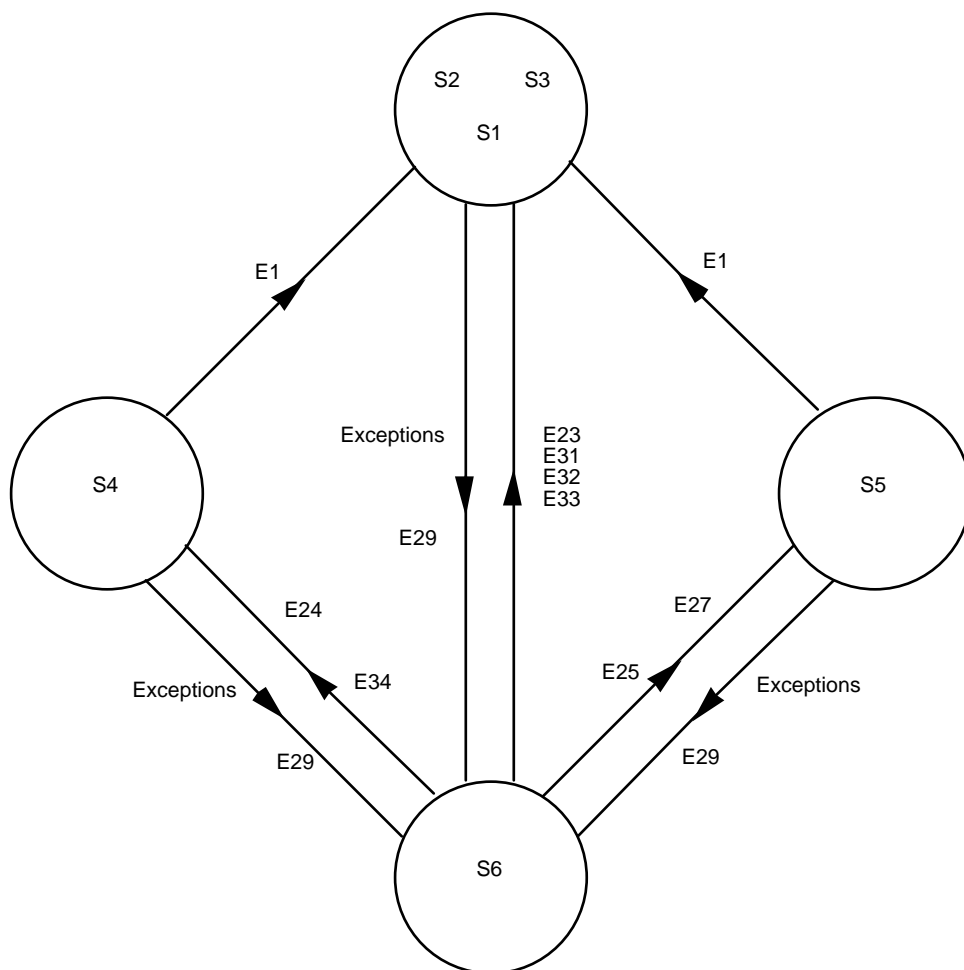 S2 S3
S1
E1 E1
Exceptions
E23
E31
E32
E33
S4
S5
E29
E24
E27
E34
E25
Exceptions
Exceptions
E29
E29
S6